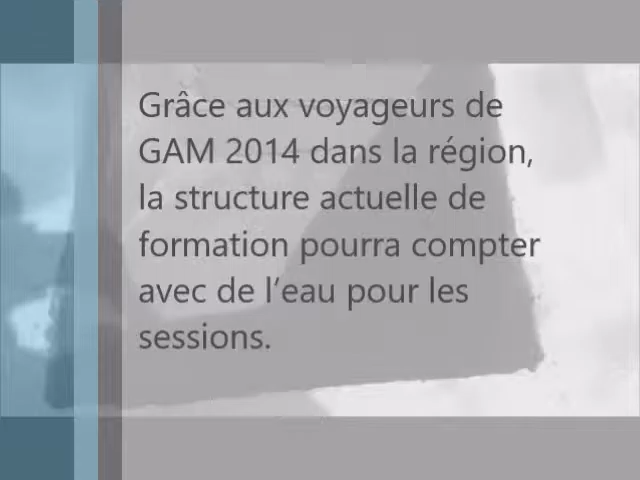 Grâce aux voyageurs de
GAM 2014 dans la région,
la structure actuelle de
formation pourra compter
avec de l’eau pour les
sessions.